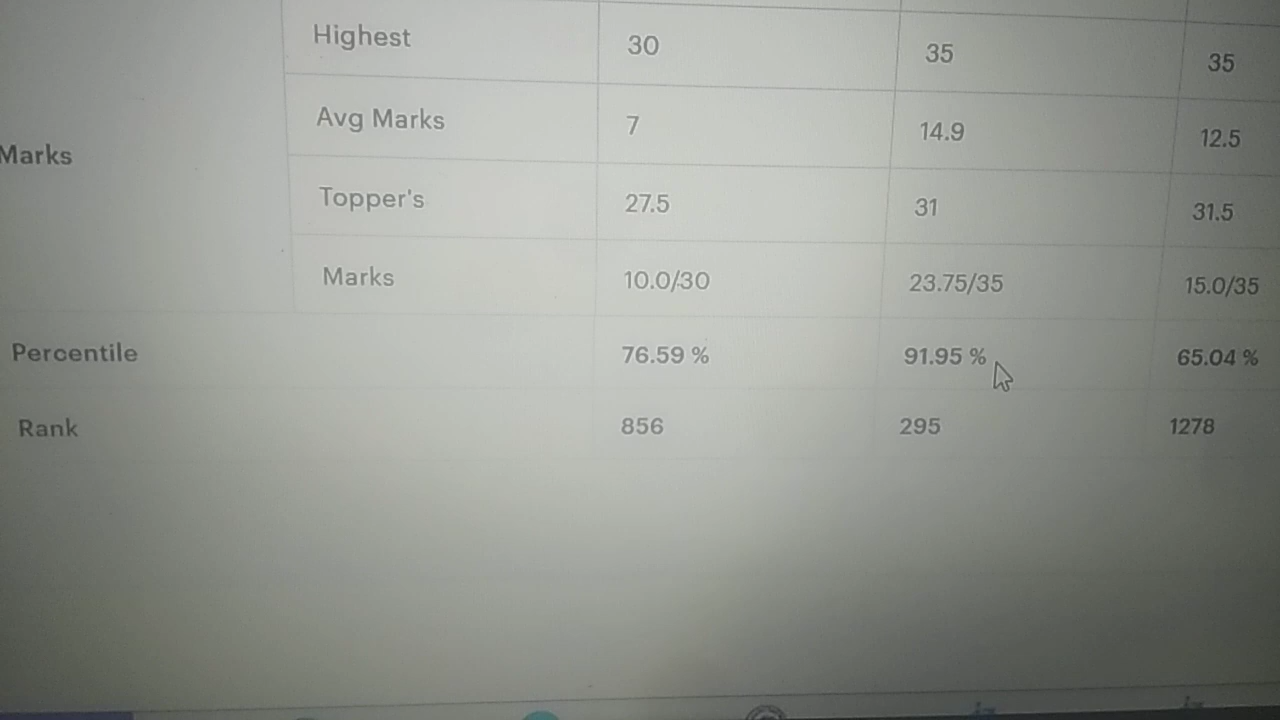 Highest 30 35 35
Avg Marks 7 14.9 12.5
Marks
Topper's 27.5 31 31.5
Marks 10.0/30 23.75/35 15.0/35
Percentile 76.59 % 91.95 % 65.04 %
Rank 856 295 1278